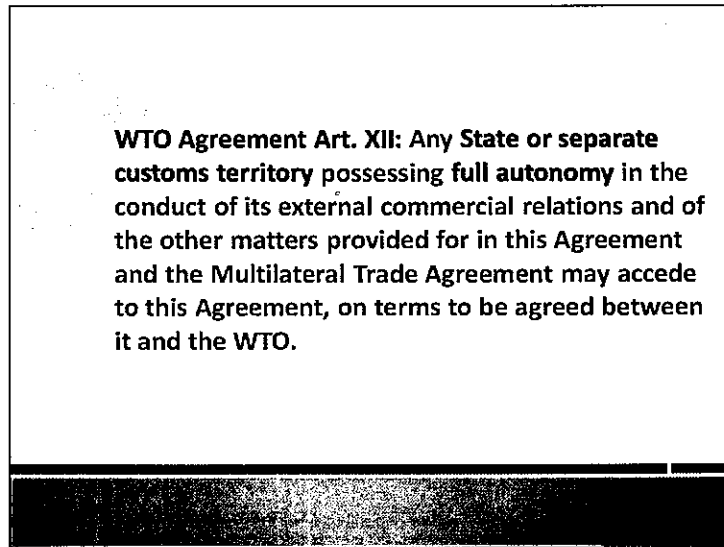 WTO Agreement Art. XII: Any State or separate
customs territory possessing full autonomy in the
conduct of its external commercial relations and of
the other matters provided for in this Agreement
and the Multilateral Trade Agreement may accede
to this Agreement, on terms to be agreed between
it and the WTO.